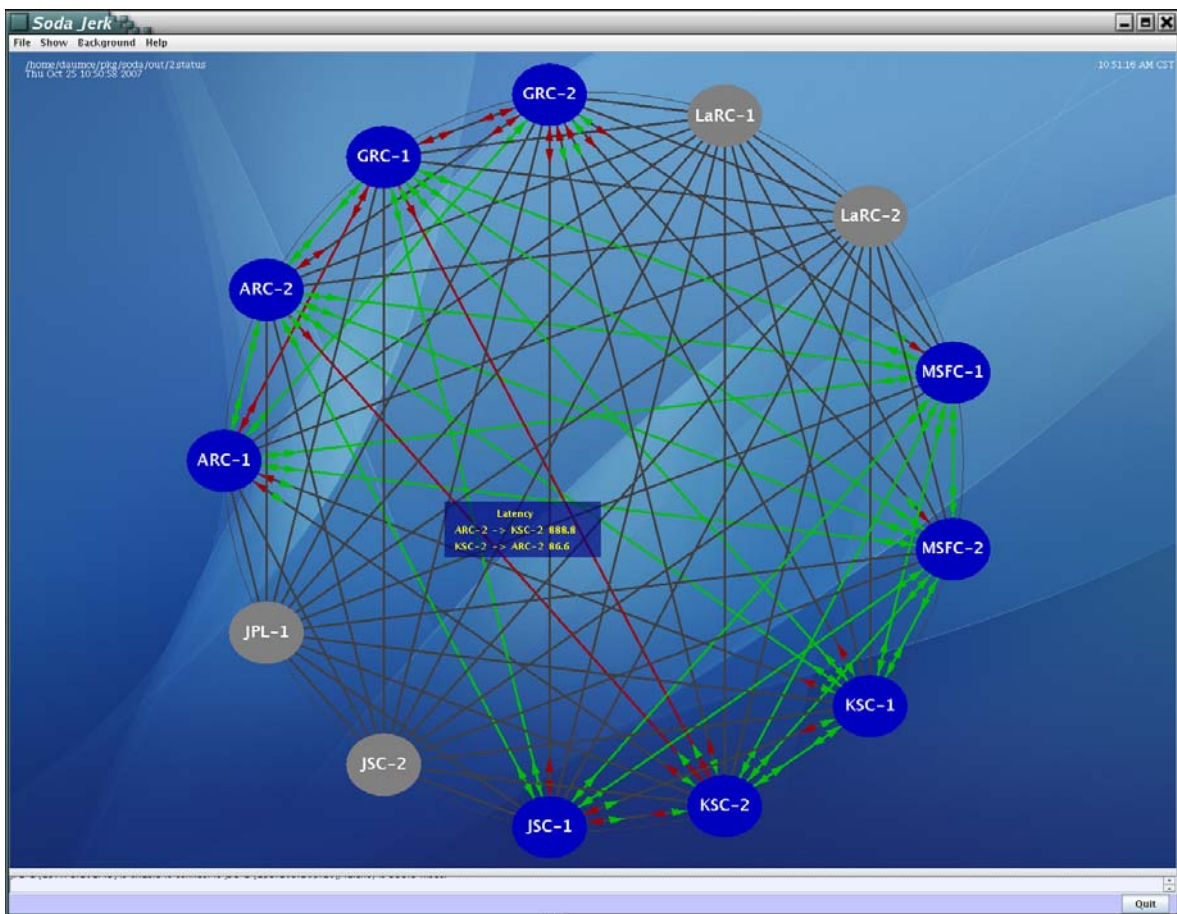 Soda Jerk
File Show Background Help
/home/daumce/pkg/soda/out/2.status
Thu Oct 25 10:50:58 2007
10:51:16 AM CST
GRC-2
LaRC-1
GRC-1
LaRC-2
ARC-2
MSFC-1
ARC-1
Latency
ARC-2 -> KSC-2 888.8
KSC-2 -> ARC-2 86.6
MSFC-2
JPL-1
KSC-1
JSC-2
KSC-2
JSC-1
Quit